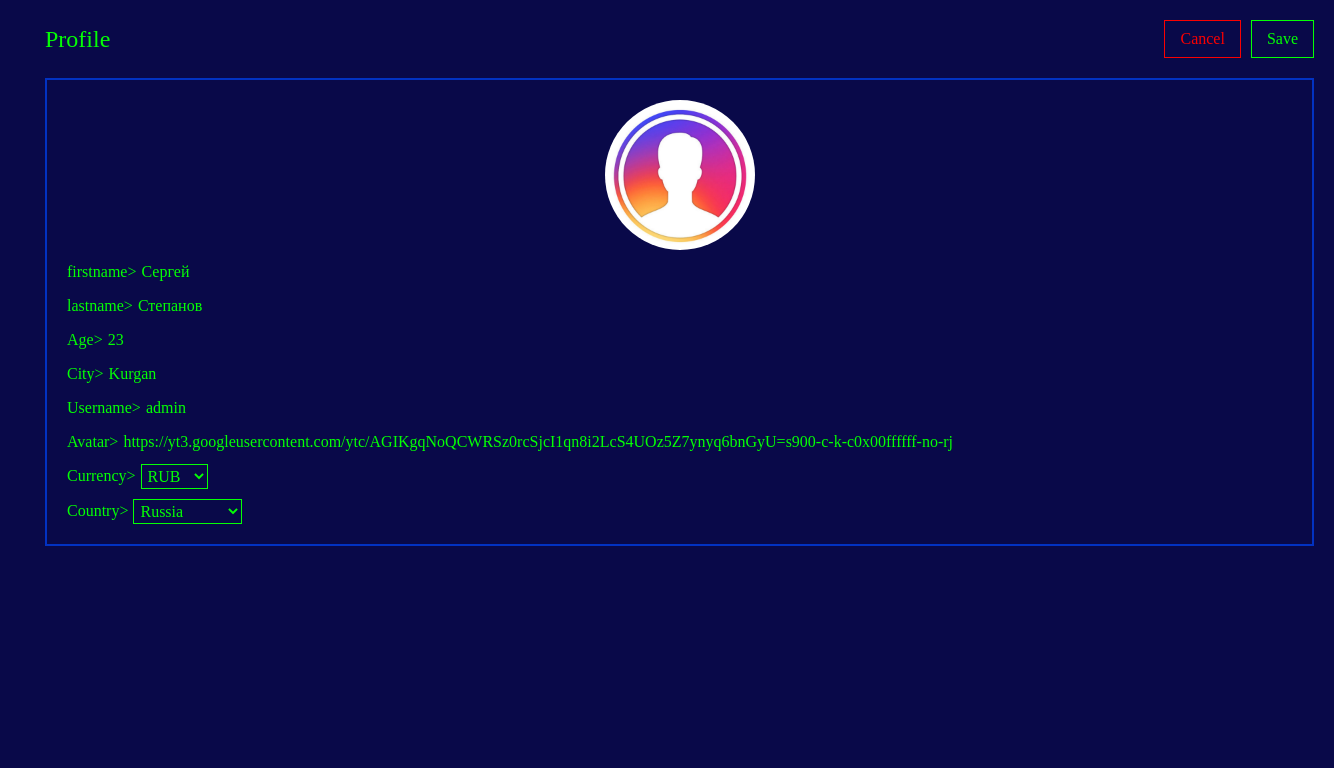 Profile
Cancel
Save
firstname> Сергей
lastname> Степанов
Age> 23
City> Kurgan
Username> admin
Avatar> https://yt3.googleusercontent.com/ytc/AGIKgqNoQCWRSz0rcSjcI1qn8i2LcS4UOz5Z7ynyq6bnGyU=s900-c-k-c0x00ffffff-no-rj
Currency> RUB
Country> Russia